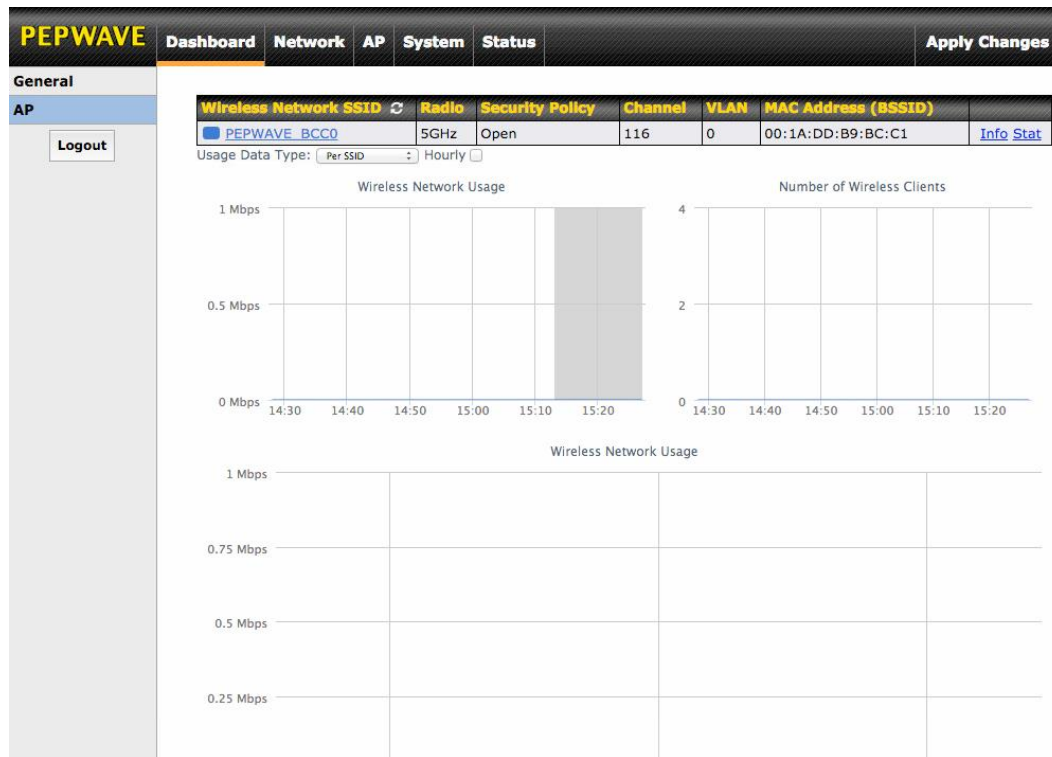 PEPWAVE Dashboard Network AP System Status Apply Changes
General
AP
Logout
Wireless Network SSID Radio Security Policy Channel VLAN MAC Address (BSSID)
PEPWAVE_BCC0 5GHz Open 116 0 00:1A:DD:B9:BC:C1 Info Stat
Usage Data Type: Per SSID Hourly
Wireless Network Usage
1 Mbps
0.5 Mbps
0 Mbps
14:30 14:40 14:50 15:00 15:10 15:20
Number of Wireless Clients
4
2
0
14:30 14:40 14:50 15:00 15:10 15:20
Wireless Network Usage
1 Mbps
0.75 Mbps
0.5 Mbps
0.25 Mbps